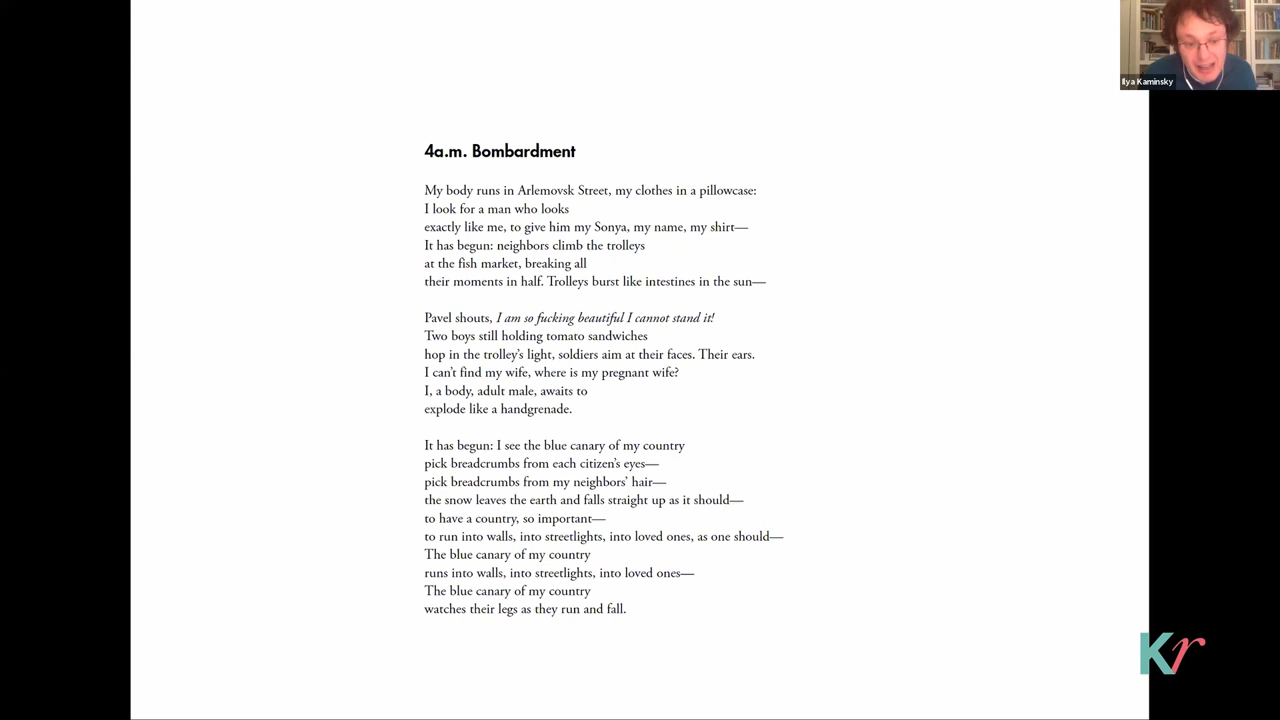 Ilya Kaminsky
4a.m. Bombardment
My body runs in Arlemovsk Street, my clothes in a pillowcase:
I look for a man who looks
exactly like me, to give him my Sonya, my name, my shirt—
It has begun: neighbors climb the trolleys
at the fish market, breaking all
their moments in half. Trolleys burst like intestines in the sun—
Pavel shouts, I am so fucking beautiful I cannot stand it!
Two boys still holding tomato sandwiches
hop in the trolley’s light, soldiers aim at their faces. Their ears.
I can’t find my wife, where is my pregnant wife?
I, a body, adult male, awaits to
explode like a handgrenade.
It has begun: I see the blue canary of my country
pick breadcrumbs from each citizen’s eyes—
pick breadcrumbs from my neighbors’ hair—
the snow leaves the earth and falls straight up as it should—
to have a country, so important—
to run into walls, into streetlights, into loved ones, as one should—
The blue canary of my country
runs into walls, into streetlights, into loved ones—
The blue canary of my country
watches their legs as they run and fall.
Kr